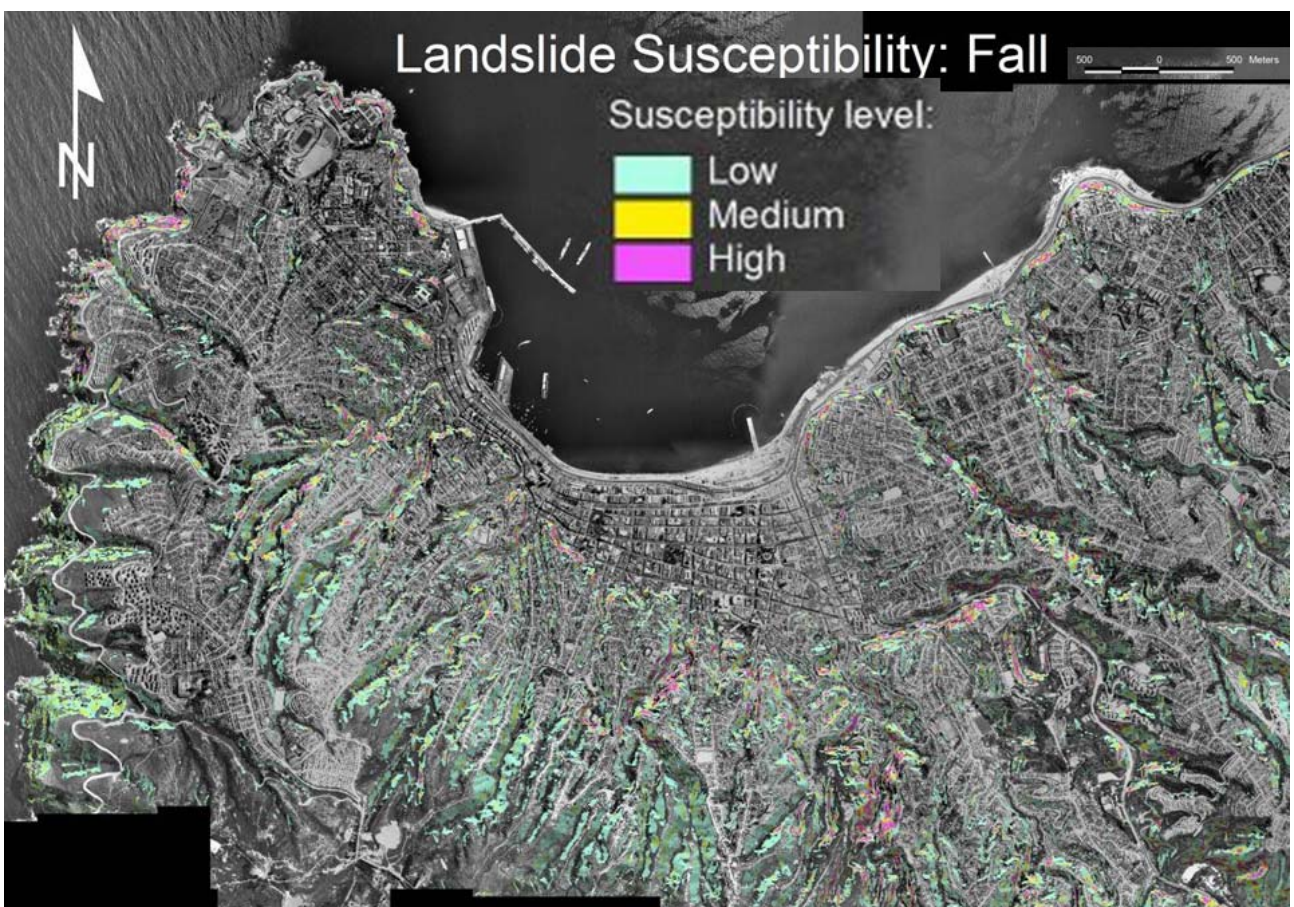 Landslide Susceptibility: Fall
500 0 500 Meters
Susceptibility level:
Low
Medium
High
N